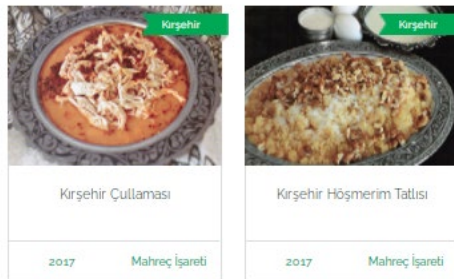 Kırşehir
Kırşehir
Kırşehir Çullaması
Kırşehir Höşmerim Tatlısı
2017 Mahreç İşareti
2017 Mahreç İşareti